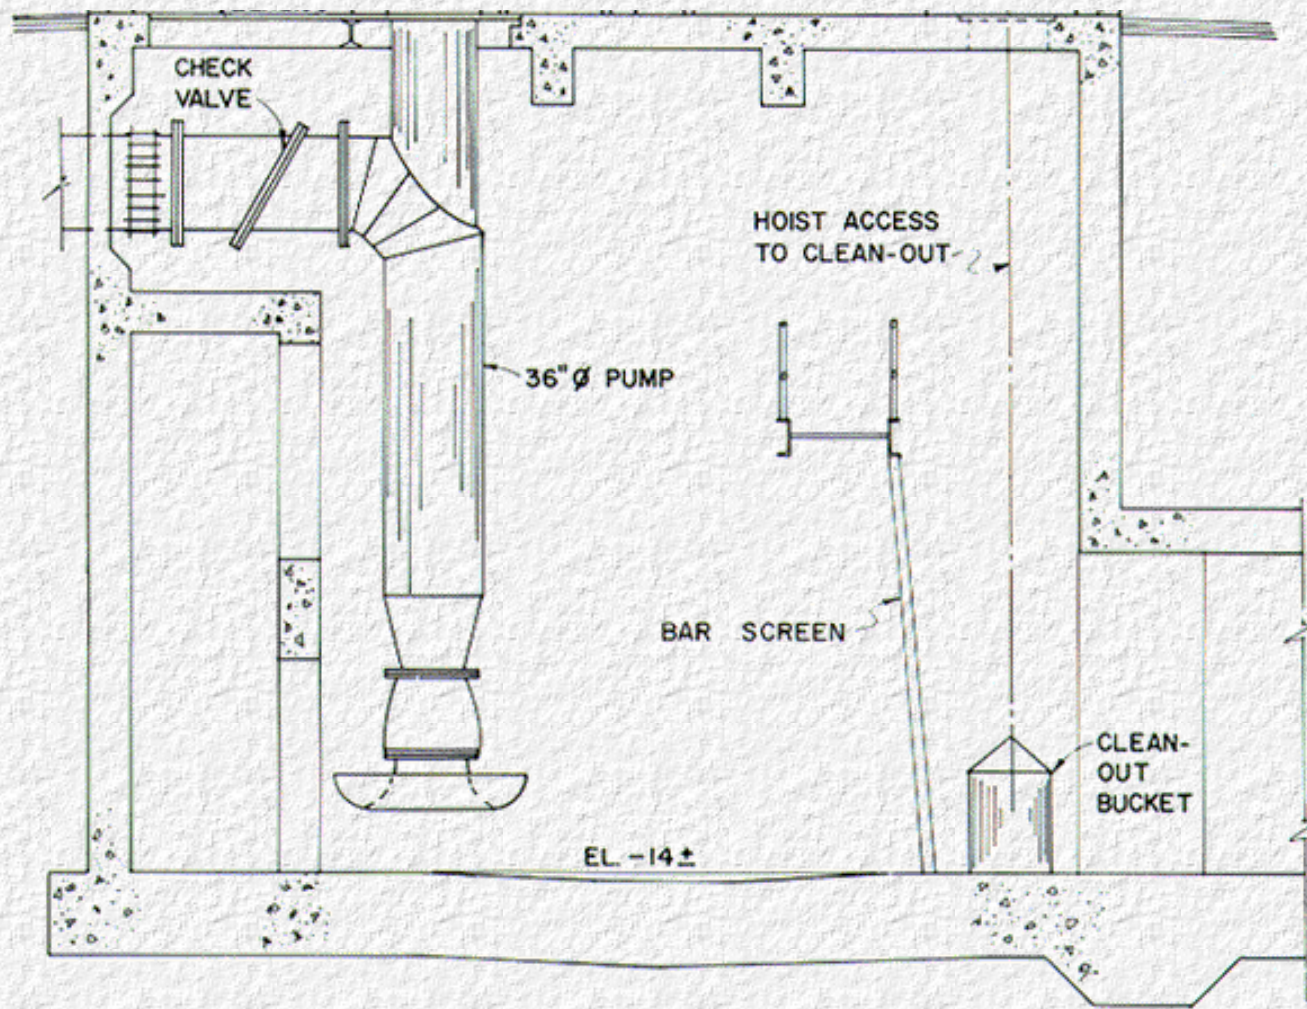 CHECK
VALVE
HOIST ACCESS
TO CLEAN-OUT
36"Ø PUMP
BAR SCREEN
CLEAN-
OUT
BUCKET
EL. -14±